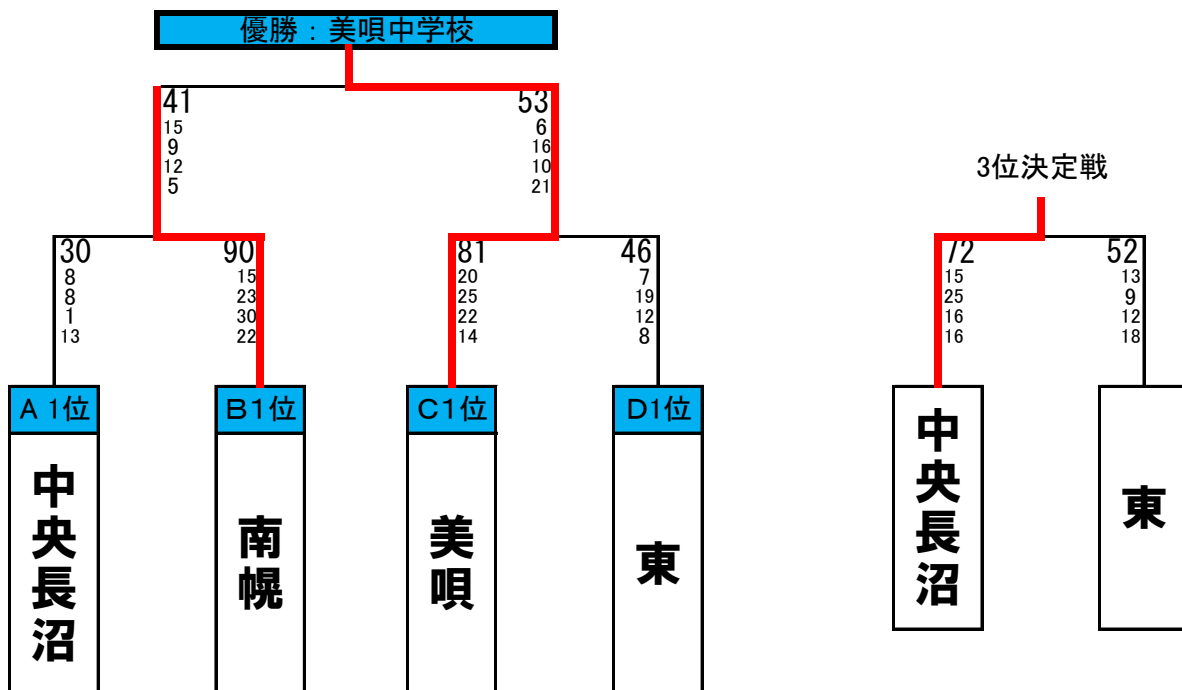 優勝：美唄中学校
41 53
15 6
9 16
12 10
5 21
3位決定戦
30 90 81 46 72 52
8 15 20 7 15 13
8 23 25 19 25 9
1 30 22 12 16 12
13 22 14 8 16 18
A 1位 B1位 C1位 D1位
中央長沼
南幌
美唄
東
中央長沼
東